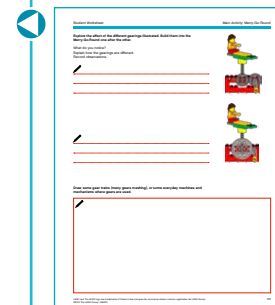 Student Worksheet
Main Activity: Merry-Go-Round
Explore the effect of the different gearings illustrated. Build them into the
Merry-Go-Round one after the other.
What do you notice?
Explain how the gearings are different.
Record observations.
Draw some gear trains (many gears meshing), or some everyday machines and
mechanisms where gears are used.